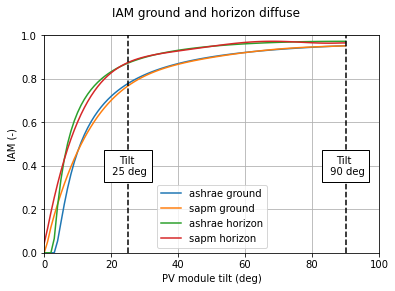 IAM ground and horizon diffuse
1.0
0.8
0.6
0.4
0.2
0.0
IAM (-)
Tilt
25 deg
Tilt
90 deg
ashrae ground
sapm ground
ashrae horizon
sapm horizon
0 20 40 60 80 100
PV module tilt (deg)